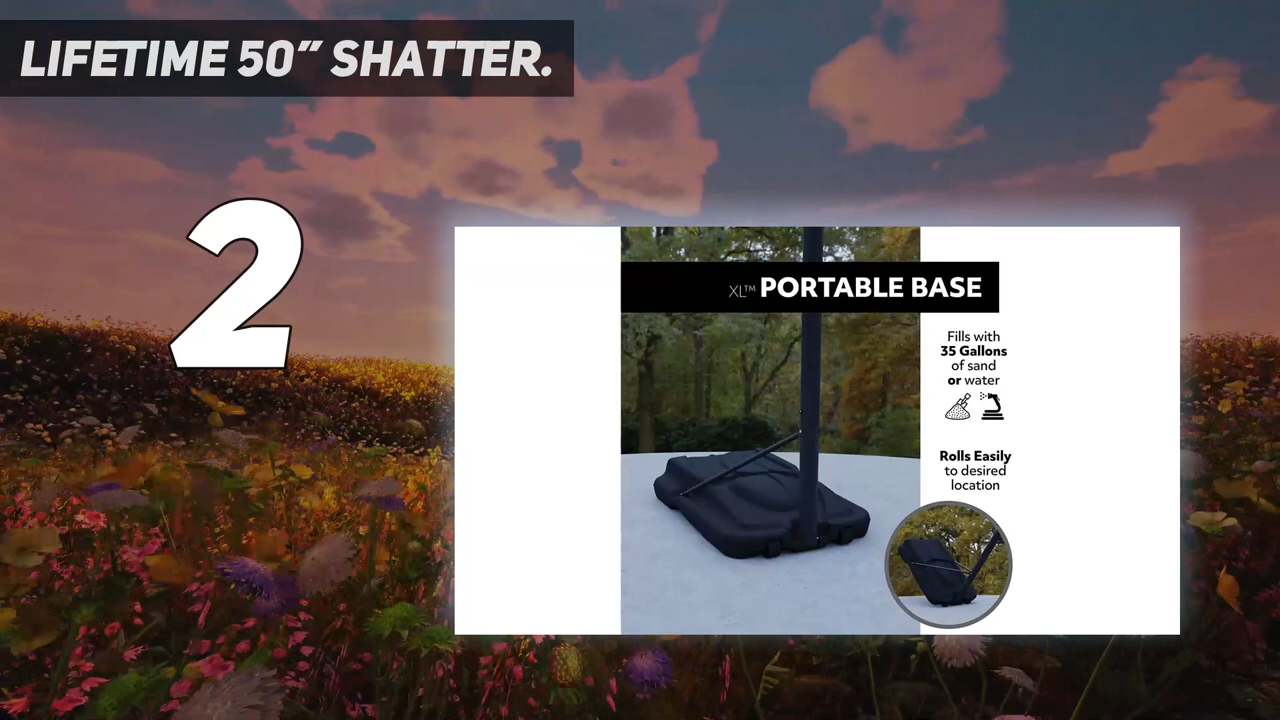 LIFETIME 50” SHATTER.
2
XL™ PORTABLE BASE
Fills with
35 Gallons
of sand
or water
Rolls Easily
to desired
location